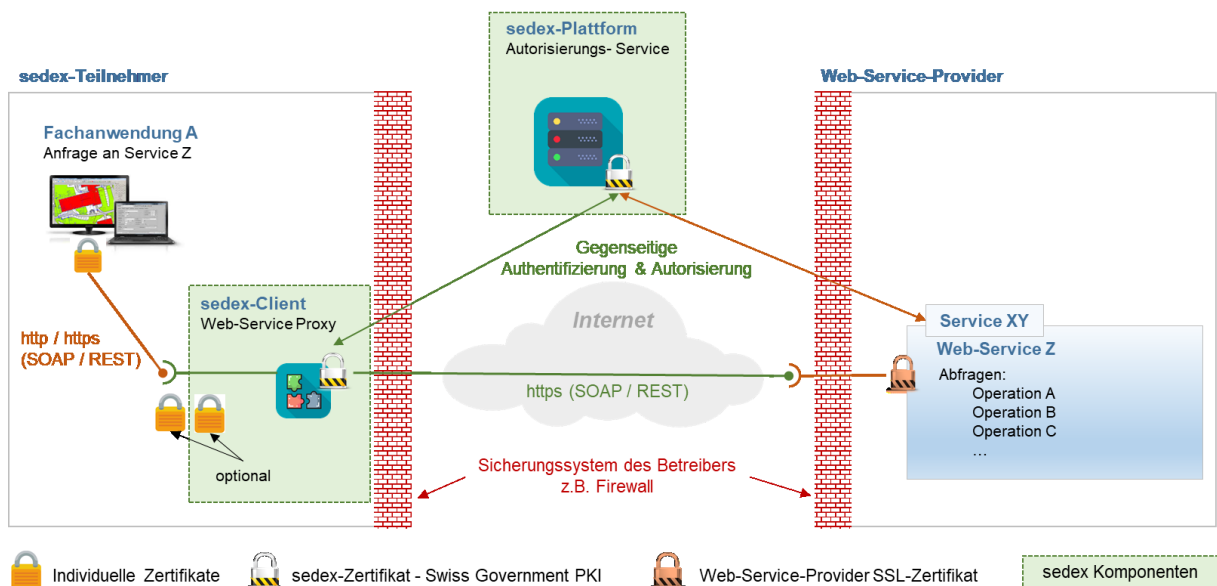 sedex-Plattform
Autorisierungs- Service
sedex-Teilnehmer
Web-Service-Provider
Fachanwendung A
Anfrage an Service Z
Gegenseitige
Authentifizierung & Autorisierung
sedex-Client
Web-Service Proxy
Internet
http / https
(SOAP / REST)
https (SOAP / REST)
Service XY
Web-Service Z
Abfragen:
Operation A
Operation B
Operation C
…
optional
Sicherungssystem des Betreibers
z.B. Firewall
Individuelle Zertifikate
sedex-Zertifikat - Swiss Government PKI
Web-Service-Provider SSL-Zertifikat
sedex Komponenten